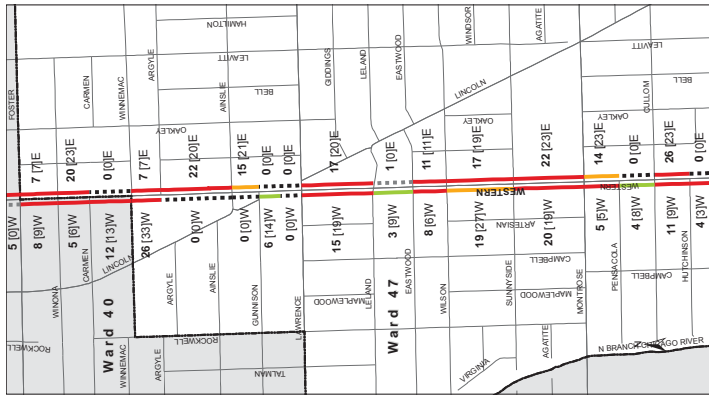 FOSTER
CARMEN
WINNEMAC
ARGYLE
HAMILTON
LEAVITT
AINSLIE
BELL
GIDDINGS
LELAND
EASTWOOD
LINCOLN
WINDSOR
AGATITE
LEAVITT
BELL
CULLOM
OAKLEY
OAKLEY
OAKLEY
7 [7]E
20 [23]E
0 [0]E
7 [7]E
22 [20]E
15 [21]E
0 [0]E
0 [0]E
17 [20]E
1 [0]E
11 [11]E
17 [19]E
22 [23]E
14 [23]E
0 [0]E
26 [23]E
0 [0]E
WESTERN
WESTERN
5 [0]W
8 [9]W
5 [6]W
12 [13]W
26 [33]W
0 [0]W
0 [0]W
6 [14]W
0 [0]W
15 [19]W
3 [9]W
8 [6]W
19 [27]W
20 [19]W
5 [5]W
4 [8]W
11 [9]W
4 [3]W
ARTESIAN
CAMPBELL
CAMPBELL
MAPLEWOOD
MAPLEWOOD
ROCKWELL
WINONA
CARMEN
LINCOLN
Ward 40
WINNEMAC
ARGYLE
ARGYLE
AINSLIE
ROCKWELL
GUNNISON
TALMAN
LAWRENCE
LELAND
Ward 47
EASTWOOD
WILSON
VIRGINIA
SUNNYSIDE
AGATITE
MONTROSE
PENSACOLA
HUTCHINSON
N BRANCH CHICAGO RIVER